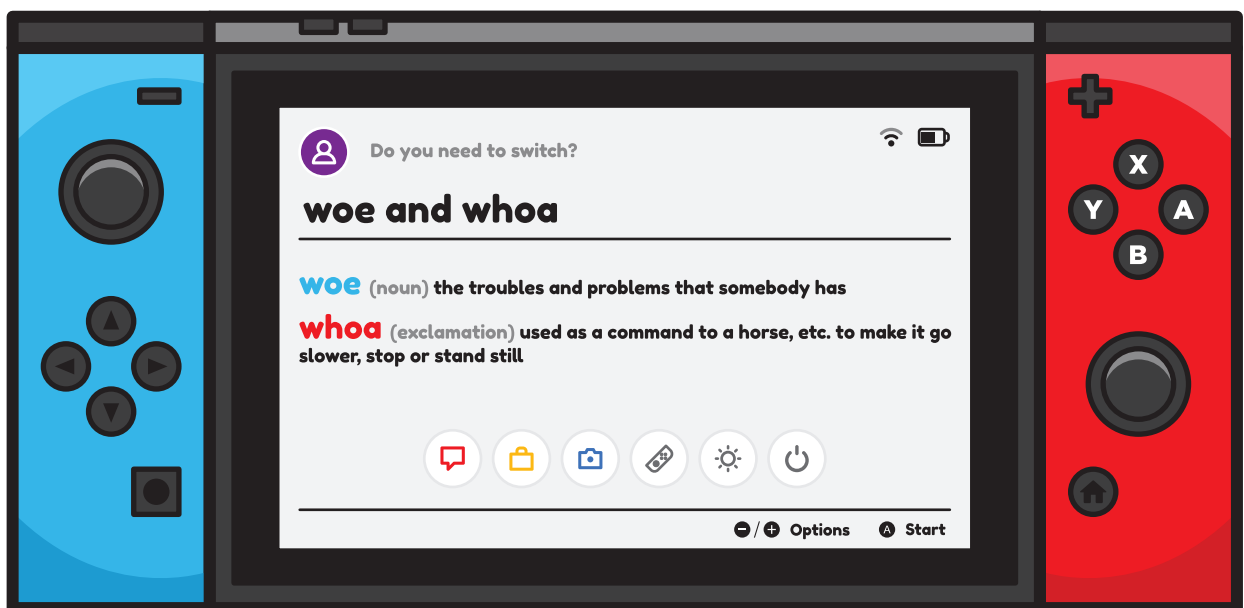 Do you need to switch?
woe and whoa
woe (noun) the troubles and problems that somebody has
whoa (exclamation) used as a command to a horse, etc. to make it go
slower, stop or stand still
X
Y A
B
-/+ Options A Start